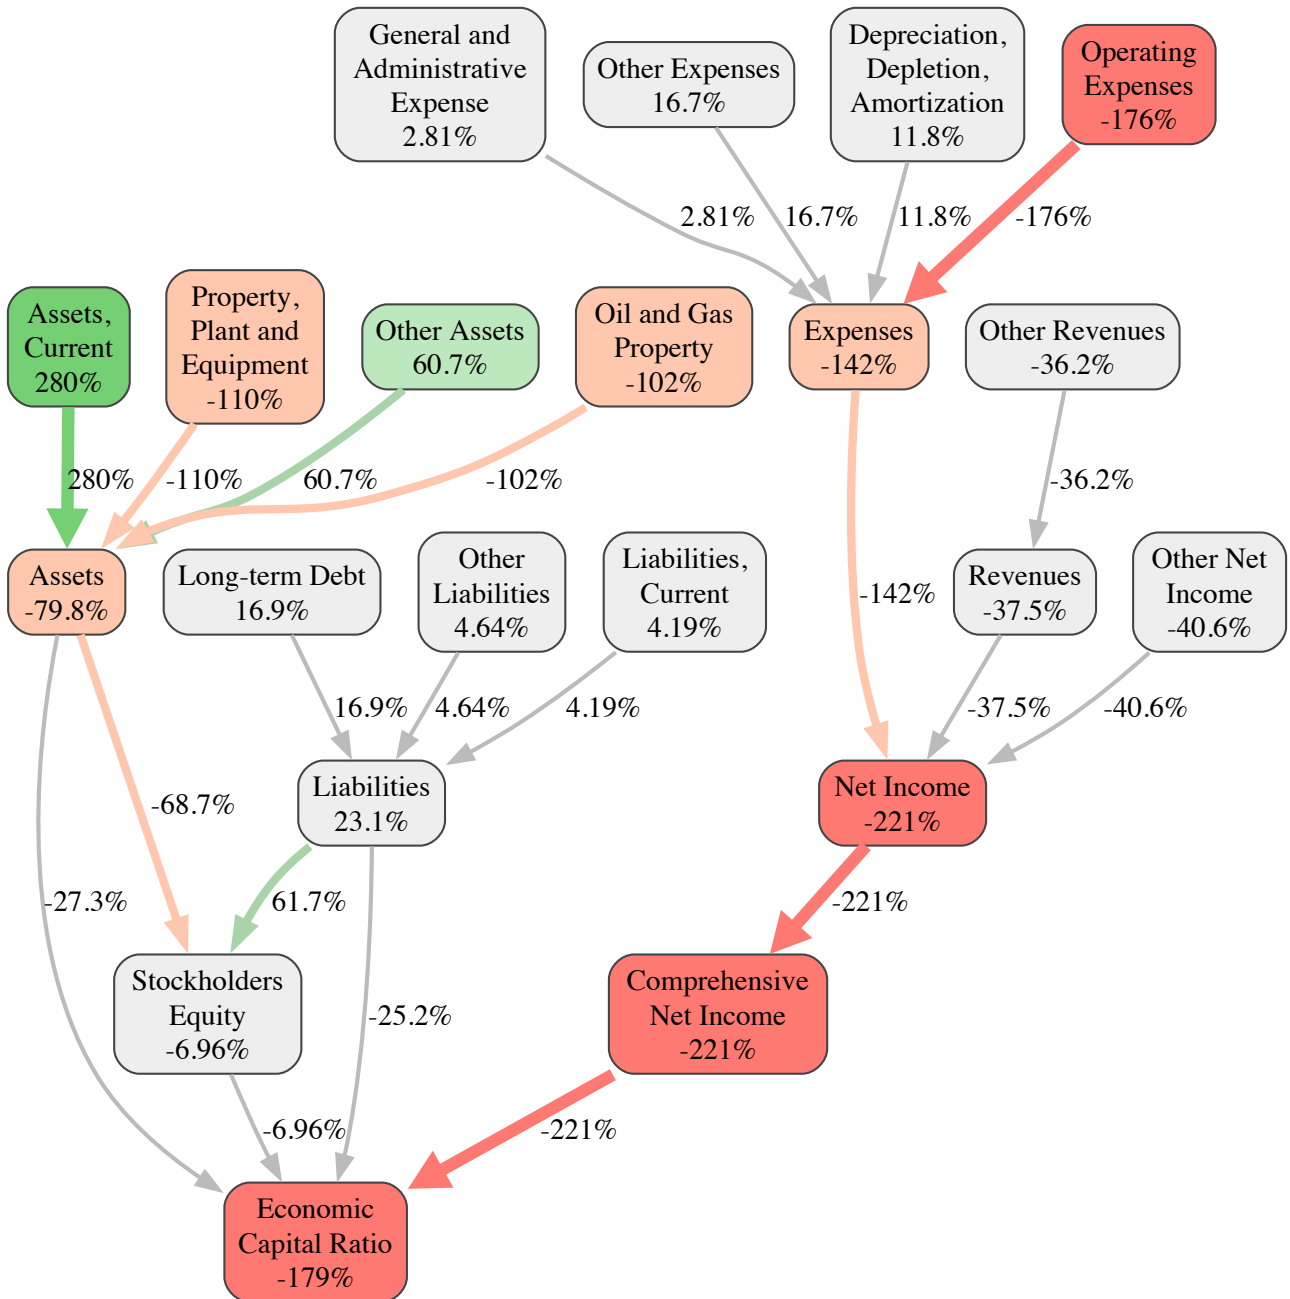 General and
Administrative
Expense
2.81%
Other Expenses
16.7%
Depreciation,
Depletion,
Amortization
11.8%
Operating
Expenses
-176%
2.81%
16.7%
11.8%
-176%
Assets,
Current
280%
Property,
Plant and
Equipment
-110%
Other Assets
60.7%
Oil and Gas
Property
-102%
Expenses
-142%
Other Revenues
-36.2%
280%
-110%
60.7%
-102%
-36.2%
Assets
-79.8%
Long-term Debt
16.9%
Other
Liabilities
4.64%
Liabilities,
Current
4.19%
-142%
Revenues
-37.5%
Other Net
Income
-40.6%
16.9%
4.64%
4.19%
-37.5%
-40.6%
-68.7%
Liabilities
23.1%
Net Income
-221%
-27.3%
61.7%
-221%
Stockholders
Equity
-6.96%
-25.2%
Comprehensive
Net Income
-221%
-6.96%
-221%
Economic
Capital Ratio
-179%